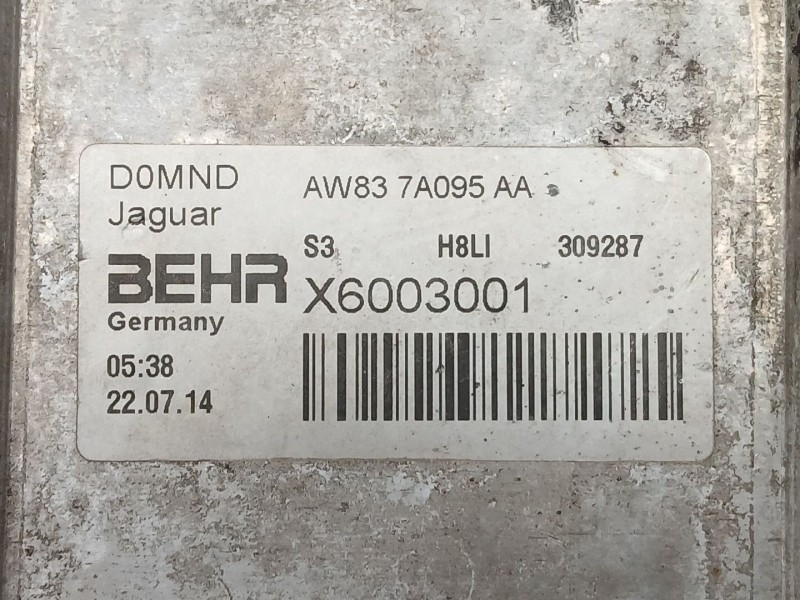 D0MND AW83 7A095 AA
Jaguar
S3 H8LI 309287
BEHR X6003001
Germany
05:38
22.07.14